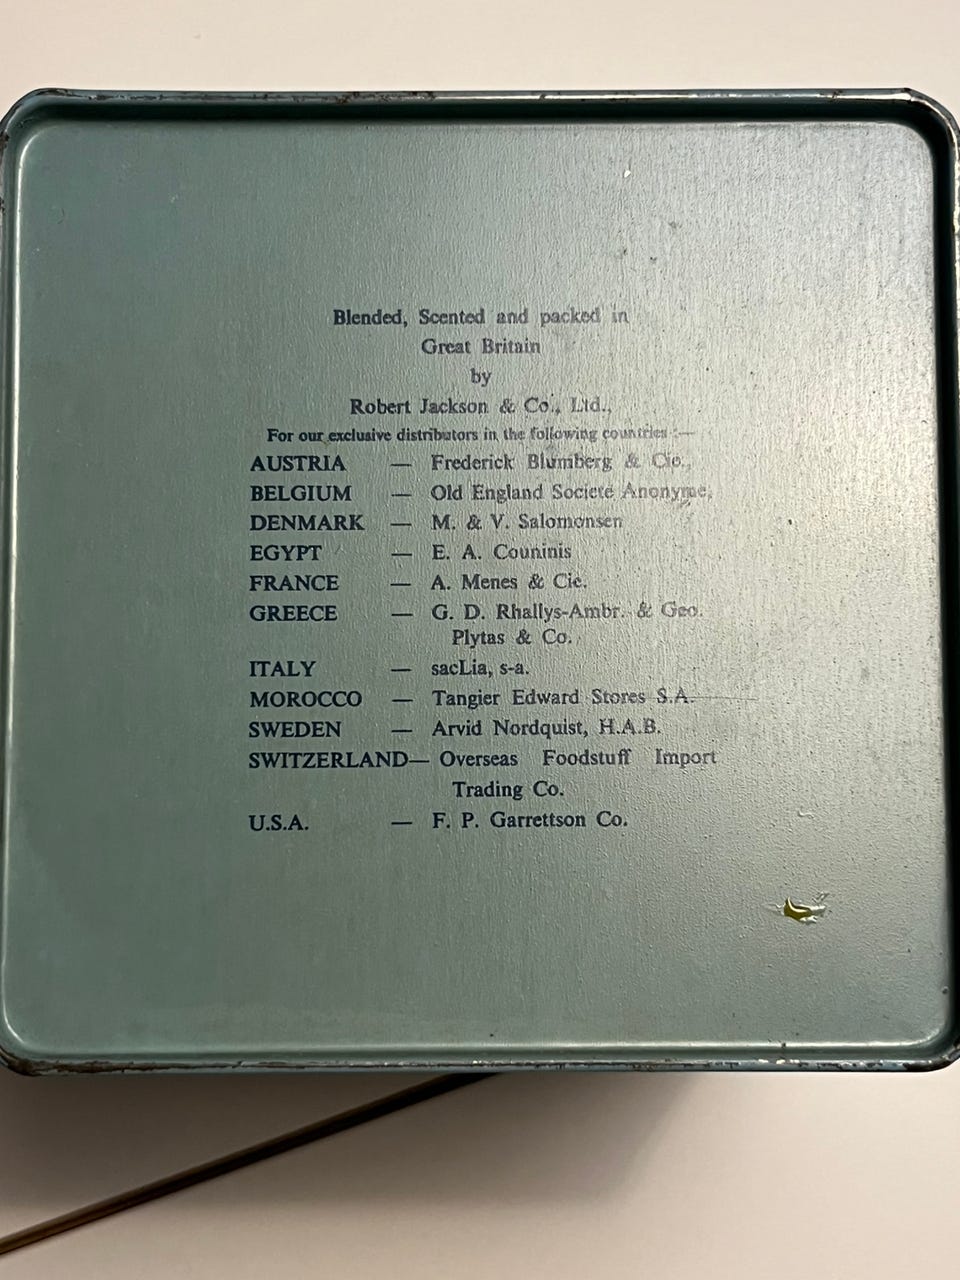 Blended, Scented and packed in
Great Britain
by
Robert Jackson & Co., Ltd.,
For our exclusive distributors in the following countries :—
AUSTRIA — Frederick Blumberg & Cie.,
BELGIUM — Old England Societe Anonyme,
DENMARK — M. & V. Salomonsen
EGYPT — E. A. Couninis
FRANCE — A. Menes & Cie.
GREECE — G. D. Rhallys-Ambr. & Geo.
Plytas & Co.
ITALY — sacLia, s-a.
MOROCCO — Tangier Edward Stores S.A.
SWEDEN — Arvid Nordquist, H.A.B.
SWITZERLAND— Overseas Foodstuff Import
Trading Co.
U.S.A. — F. P. Garrettson Co.